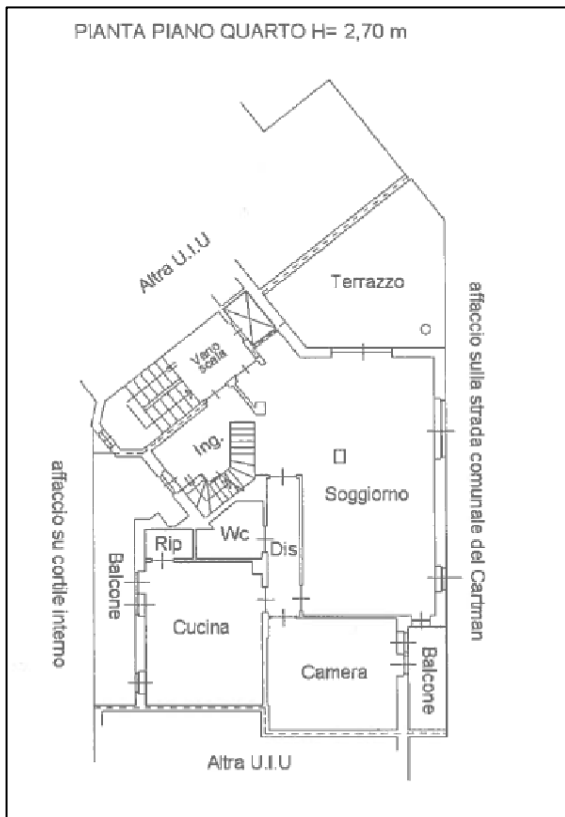 PIANTA PIANO QUARTO H= 2,70 m
Altra U.I.U
Terrazzo
affaccio sulla strada comunale del Cartman
Vano
scala
Ing.
Soggiorno
affaccio su cortile interno
Balcone
Rip
Wc
Dis
Cucina
Camera
Balcone
Altra U.I.U